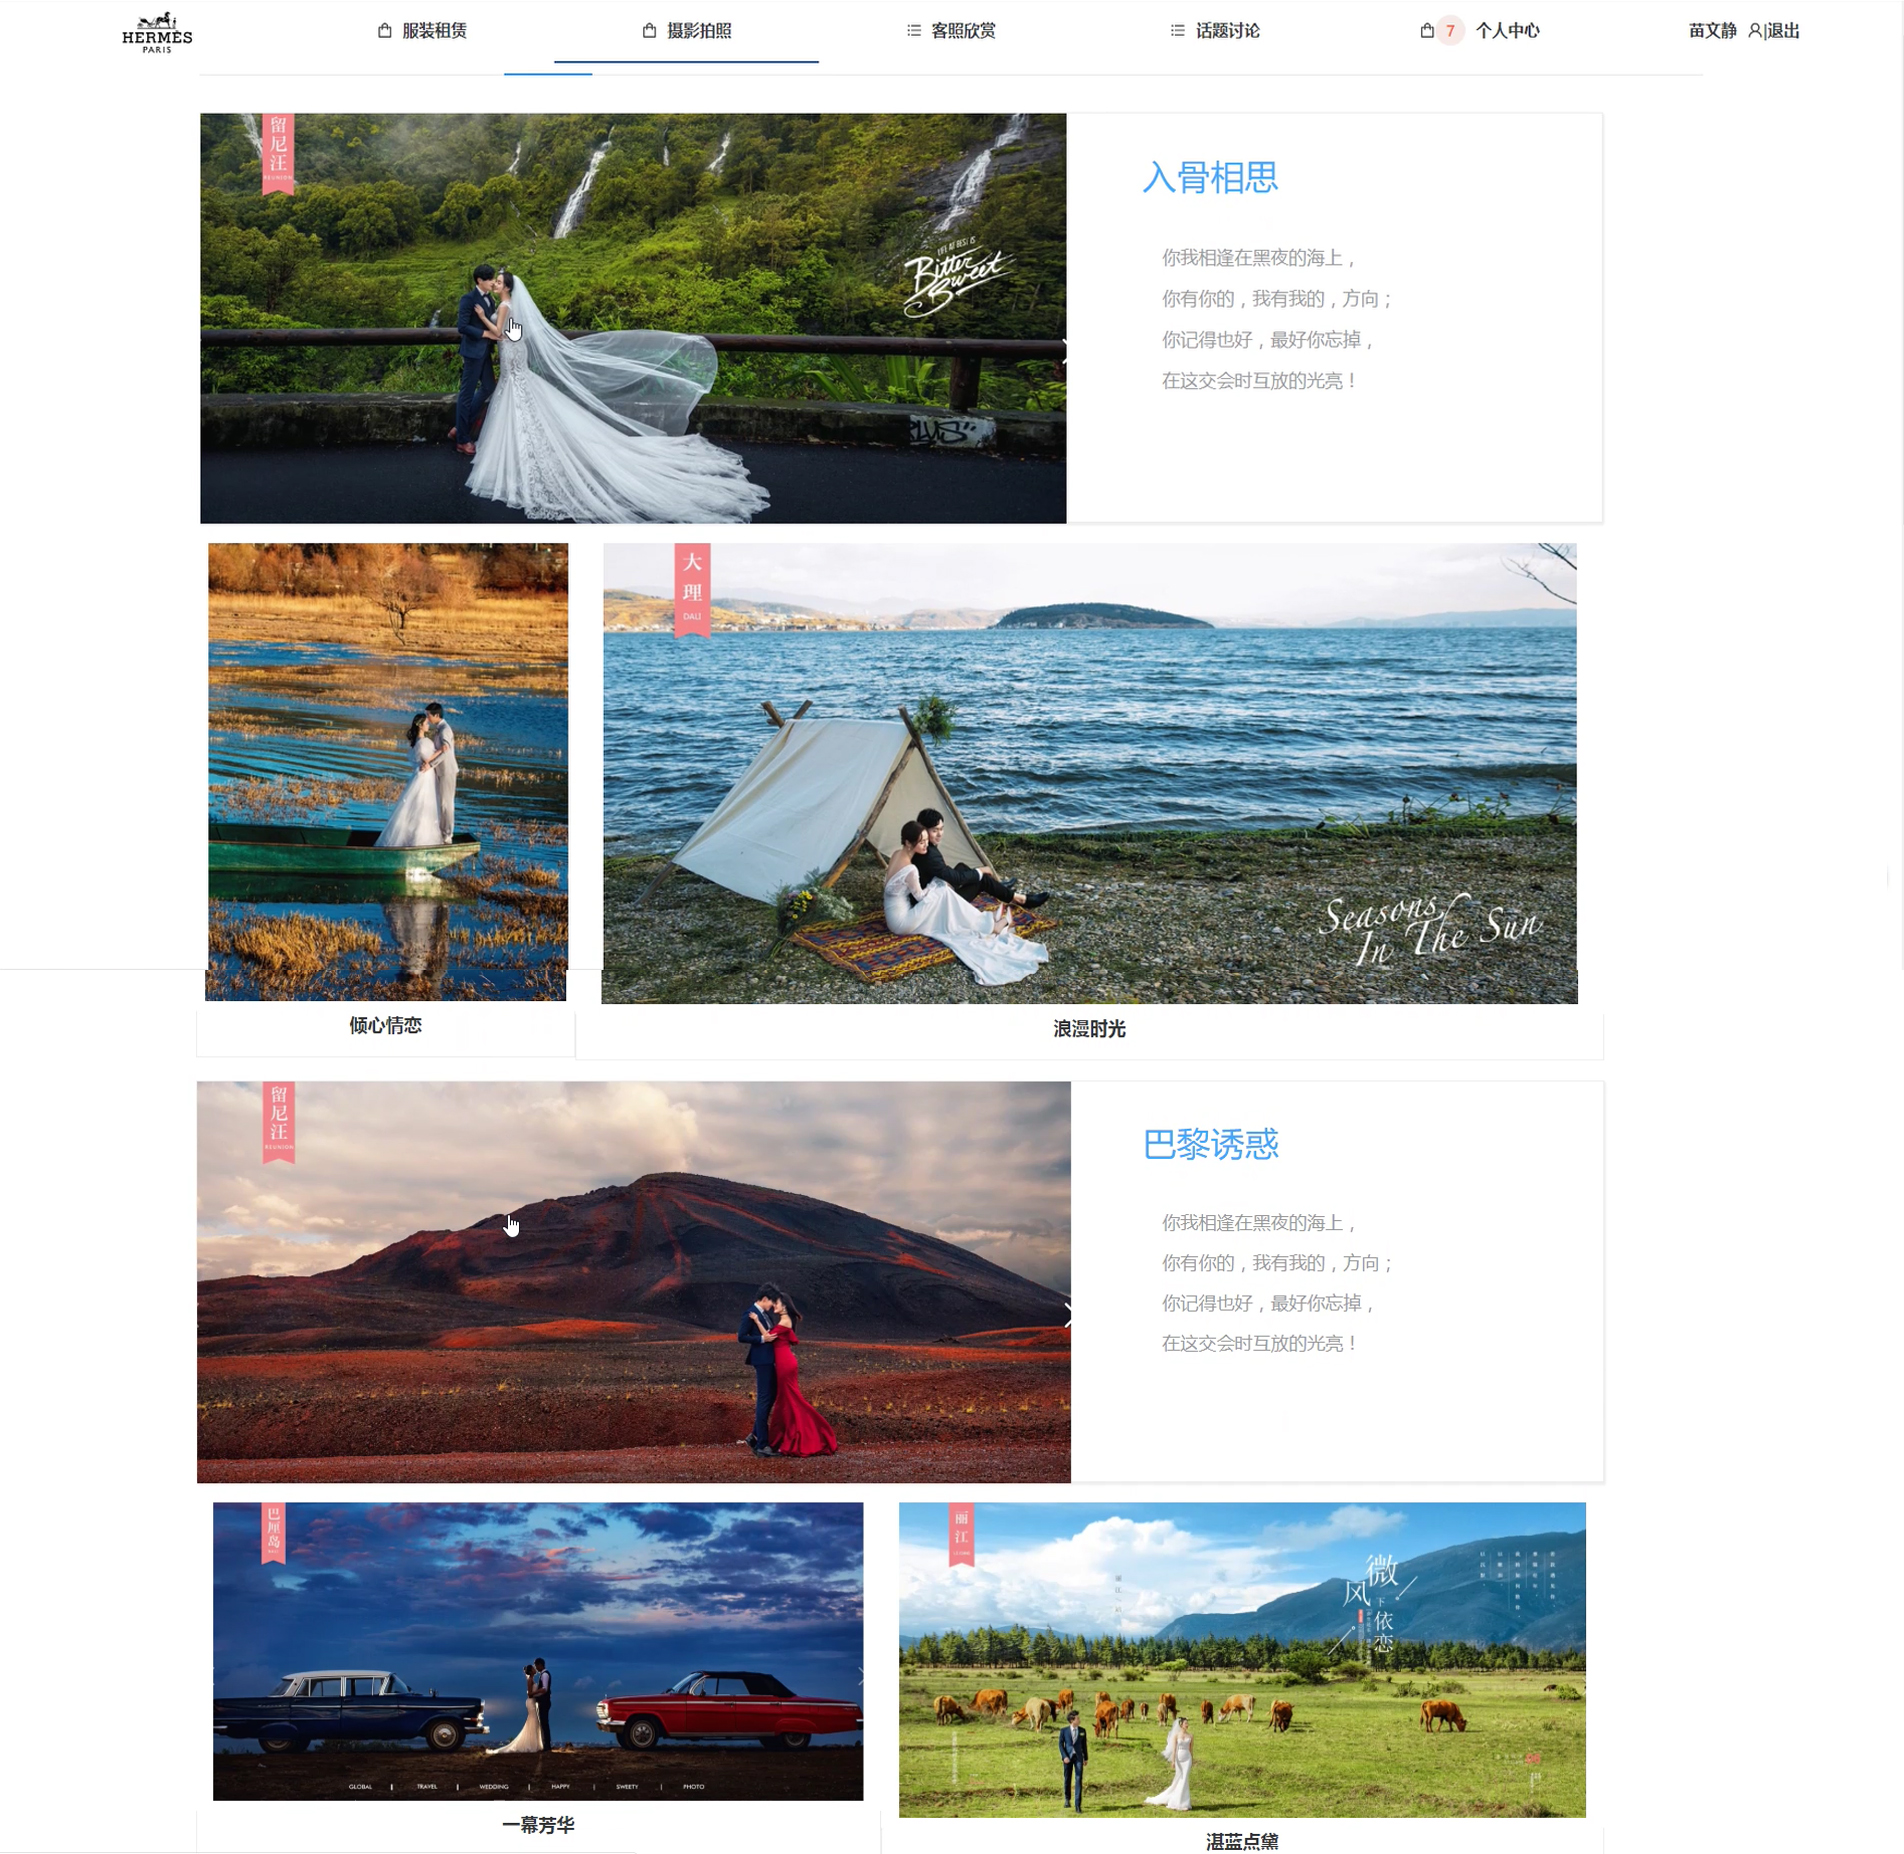 HERMÈS
PARIS
服装租赁
摄影拍照
客照欣赏
话题讨论
7 个人中心
苗文静 |退出
留尼汪
REUNION
Bitter
Sweet
PLUS
入骨相思
你我相逢在黑夜的海上，
你有你的，我有我的，方向；
你记得也好，最好你忘掉，
在这交会时互放的光亮！
大理
DALI
Seasons
In The Sun
倾心情恋
浪漫时光
留尼汪
REUNION
巴黎诱惑
你我相逢在黑夜的海上，
你有你的，我有我的，方向；
你记得也好，最好你忘掉，
在这交会时互放的光亮！
巴厘岛
GLOBAL | TRAVEL | WEDDING | HAPPY | SWEETY | PHOTO
丽江
微风下依恋
一幕芳华
湛蓝点黛